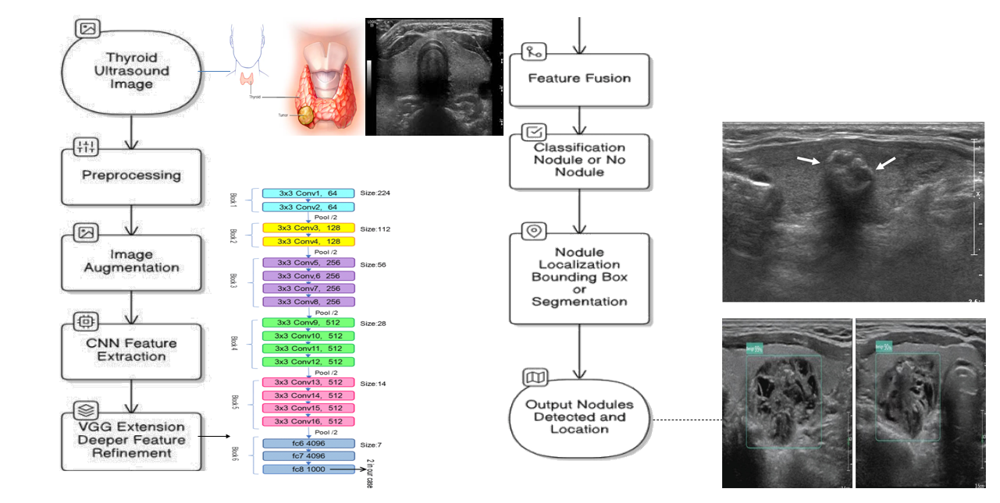 Thyroid
Ultrasound
Image
Thyroid
Tumor
Preprocessing
Image
Augmentation
CNN Feature
Extraction
VGG Extension
Deeper Feature
Refinement
Block 1
3x3 Conv1, 64
Size:224
3x3 Conv2, 64
Pool /2
Block 2
3x3 Conv3, 128
Size:112
3x3 Conv4, 128
Pool /2
Block 3
3x3 Conv5, 256
Size:56
3x3 Conv,6 256
3x3 Conv7, 256
3x3 Conv8, 256
Pool /2
Block 4
3x3 Conv9, 512
Size:28
3x3 Conv10, 512
3x3 Conv11, 512
3x3 Conv12, 512
Pool /2
Block 5
3x3 Conv13, 512
Size:14
3x3 Conv14, 512
3x3 Conv15, 512
3x3 Conv16, 512
Pool /2
Block 6
fc6 4096
Size:7
fc7 4096
fc8 1000
2 in our case
Feature Fusion
Classification
Nodule or No
Nodule
Nodule
Localization
Bounding Box
or
Segmentation
Output Nodules
Detected and
Location